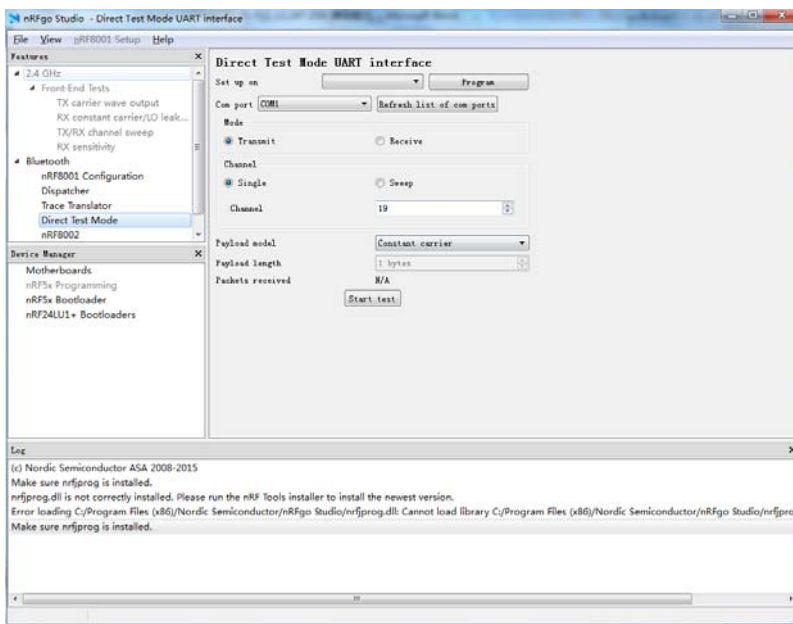 nRFgo Studio - Direct Test Mode UART interface
File View nRF8001 Setup Help
Features
2.4 GHz
Front-End Tests
TX carrier wave output
RX constant carrier/LO leak...
TX/RX channel sweep
RX sensitivity
Bluetooth
nRF8001 Configuration
Dispatcher
Trace Translator
Direct Test Mode
nRF8002
Device Manager
Motherboards
nRF5x Programming
nRF5x Bootloader
nRF24LU1+ Bootloaders
Direct Test Mode UART interface
Set up on Program
Com port COM1 Refresh list of com ports
Mode
Transmit Receive
Channel
Single Sweep
Channel 19
Payload model Constant carrier
Payload length 1 bytes
Packets received N/A
Start test
Log
(c) Nordic Semiconductor ASA 2008-2015
Make sure nrfjprog is installed.
nrfjprog.dll is not correctly installed. Please run the nRF Tools installer to install the newest version.
Error loading C:/Program Files (x86)/Nordic Semiconductor/nRFgo Studio/nrfjprog.dll: Cannot load library C:/Program Files (x86)/Nordic Semiconductor/nRFgo Studio/nrfjpro
Make sure nrfjprog is installed.